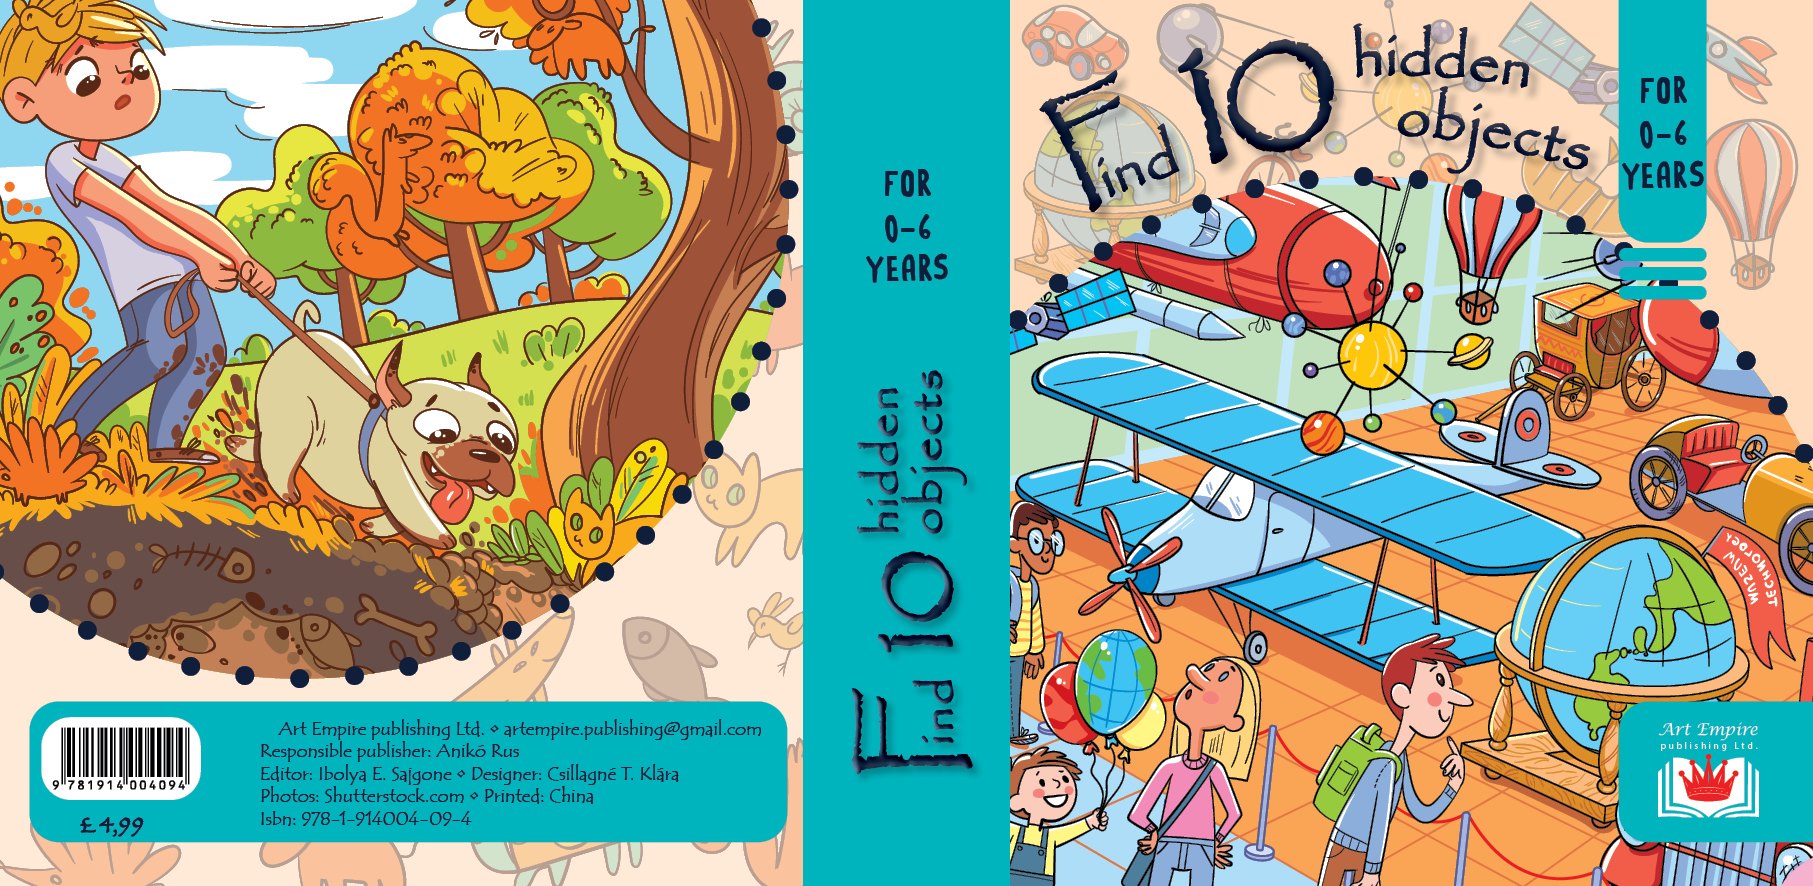 Art Empire publishing Ltd. ⋄ artempire.publishing@gmail.com
Responsible publisher: Anikó Rus
Editor: Ibolya E. Sajgone ⋄ Designer: Csillagné T. Klára
Photos: Shutterstock.com ⋄ Printed: China
Isbn: 978-1-914004-09-4
9 781914 004094
£ 4,99
FOR
0-6
YEARS
Find 10 hidden
objects
Find 10 hidden
objects
FOR
0-6
YEARS
MUSEUM
TECHNOLOGY
Art Empire
publishing Ltd.